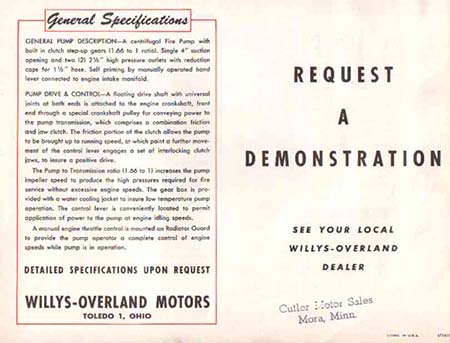 General Specifications
GENERAL PUMP DESCRIPTION—A centrifugal Fire Pump with
built in clutch step-up gears (1.66 to 1 ratio). Single 4" suction
opening and two (2) 2½" high pressure outlets with reduction
caps for 1½" hose. Self priming by manually operated hand
lever connected to engine intake manifold.
PUMP DRIVE & CONTROL—A floating drive shaft with universal
joints at both ends is attached to the engine crankshaft, front
end through a special crankshaft pulley for conveying power to
the pump transmission, which comprises a combination friction
and jaw clutch. The friction portion of the clutch allows the pump
to be brought up to running speed, at which point a further move-
ment of the control lever engages a set of interlocking clutch
jaws, to insure a positive drive.
The Pump to Transmission ratio (1.66 to 1) increases the pump
impeller speed to produce the high pressures required for fire
service without excessive engine speeds. The gear box is pro-
vided with a water cooling jacket to insure low temperature pump
operation. The control lever is conveniently located to permit
application of power to the pump at engine idling speeds.
A manual engine throttle control is mounted on Radiator Guard
to provide the pump operator a complete control of engine
speeds while pump is in operation.
DETAILED SPECIFICATIONS UPON REQUEST
WILLYS-OVERLAND MOTORS
TOLEDO 1, OHIO
REQUEST
A
DEMONSTRATION
SEE YOUR LOCAL
WILLYS-OVERLAND
DEALER
Cutler Motor Sales
Mora, Minn.
IN U.S.A.